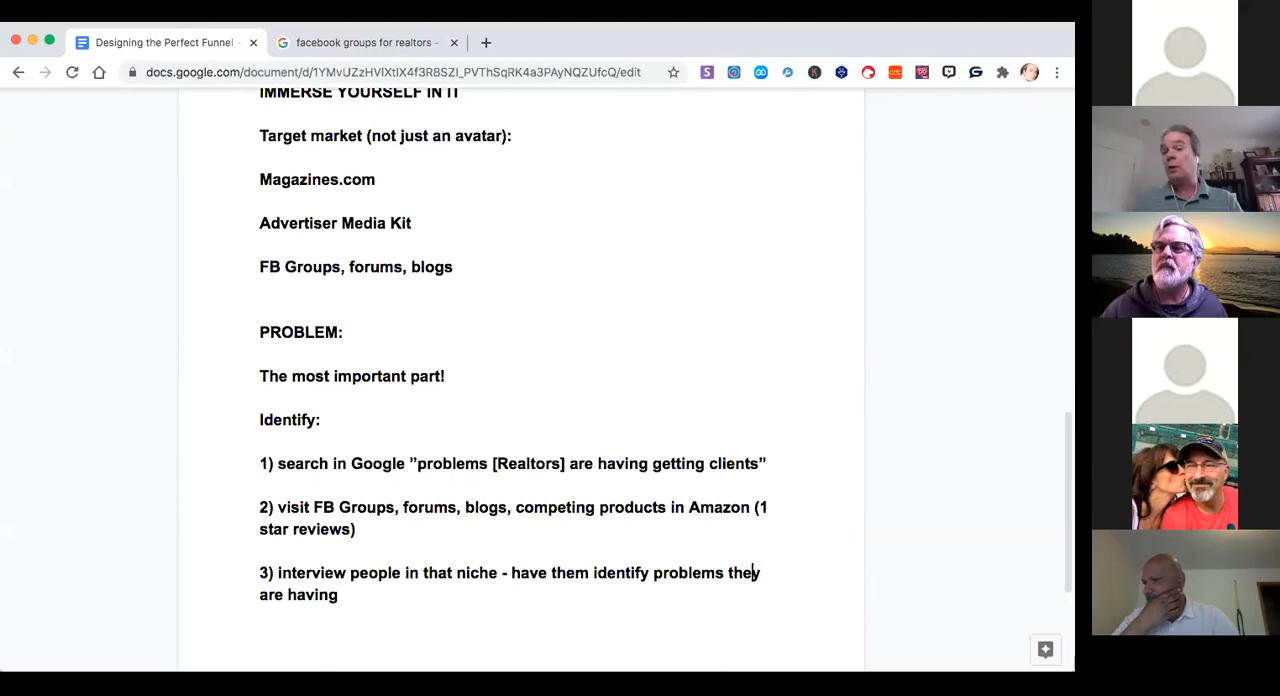 Designing the Perfect Funnel -
facebook groups for realtors -
docs.google.com/document/d/1YMvUZzHVlXtlX4f3R8SZI_PVThSqRK4a3PAyNQZUfcQ/edit
IMMERSE YOURSELF IN IT
Target market (not just an avatar):
Magazines.com
Advertiser Media Kit
FB Groups, forums, blogs
PROBLEM:
The most important part!
Identify:
1) search in Google ”problems [Realtors] are having getting clients”
2) visit FB Groups, forums, blogs, competing products in Amazon (1
star reviews)
3) interview people in that niche - have them identify problems they
are having